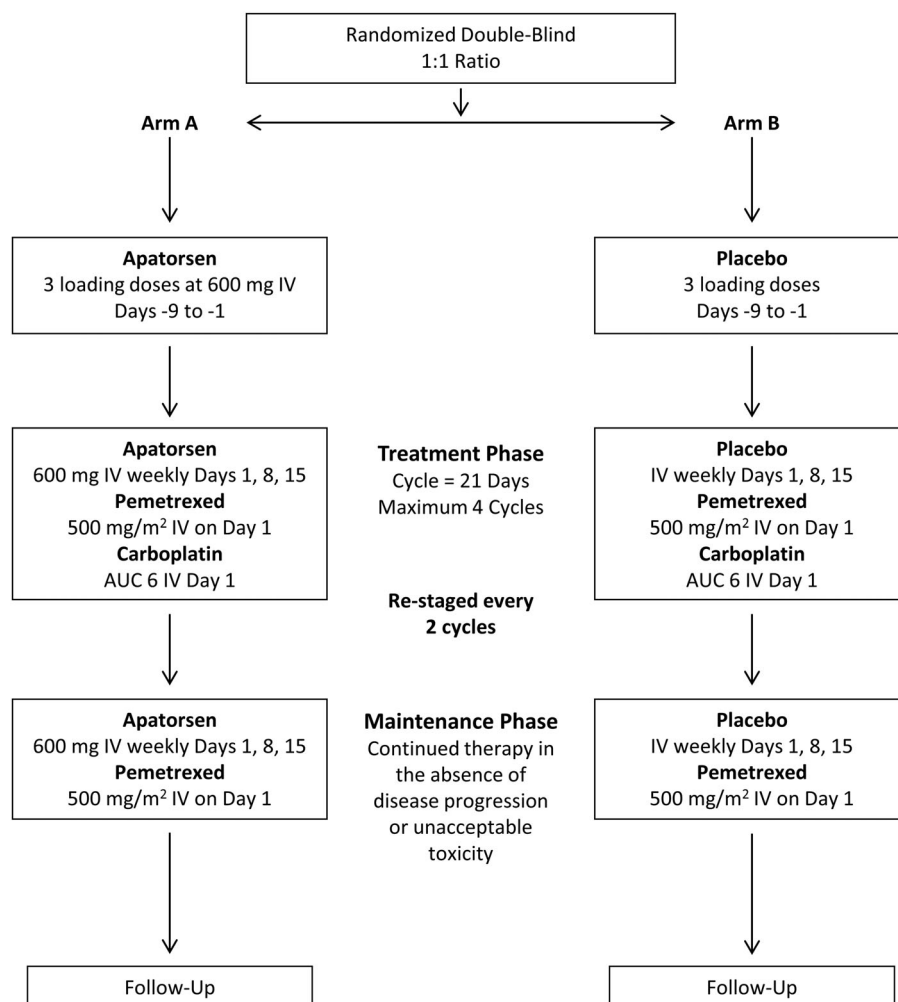 Randomized Double-Blind
1:1 Ratio
Arm A
Arm B
Apatorsen
3 loading doses at 600 mg IV
Days -9 to -1
Placebo
3 loading doses
Days -9 to -1
Apatorsen
600 mg IV weekly Days 1, 8, 15
Pemetrexed
500 mg/m² IV on Day 1
Carboplatin
AUC 6 IV Day 1
Treatment Phase
Cycle = 21 Days
Maximum 4 Cycles
Re-staged every
2 cycles
Placebo
IV weekly Days 1, 8, 15
Pemetrexed
500 mg/m² IV on Day 1
Carboplatin
AUC 6 IV Day 1
Apatorsen
600 mg IV weekly Days 1, 8, 15
Pemetrexed
500 mg/m² IV on Day 1
Maintenance Phase
Continued therapy in
the absence of
disease progression
or unacceptable
toxicity
Placebo
IV weekly Days 1, 8, 15
Pemetrexed
500 mg/m² IV on Day 1
Follow-Up
Follow-Up